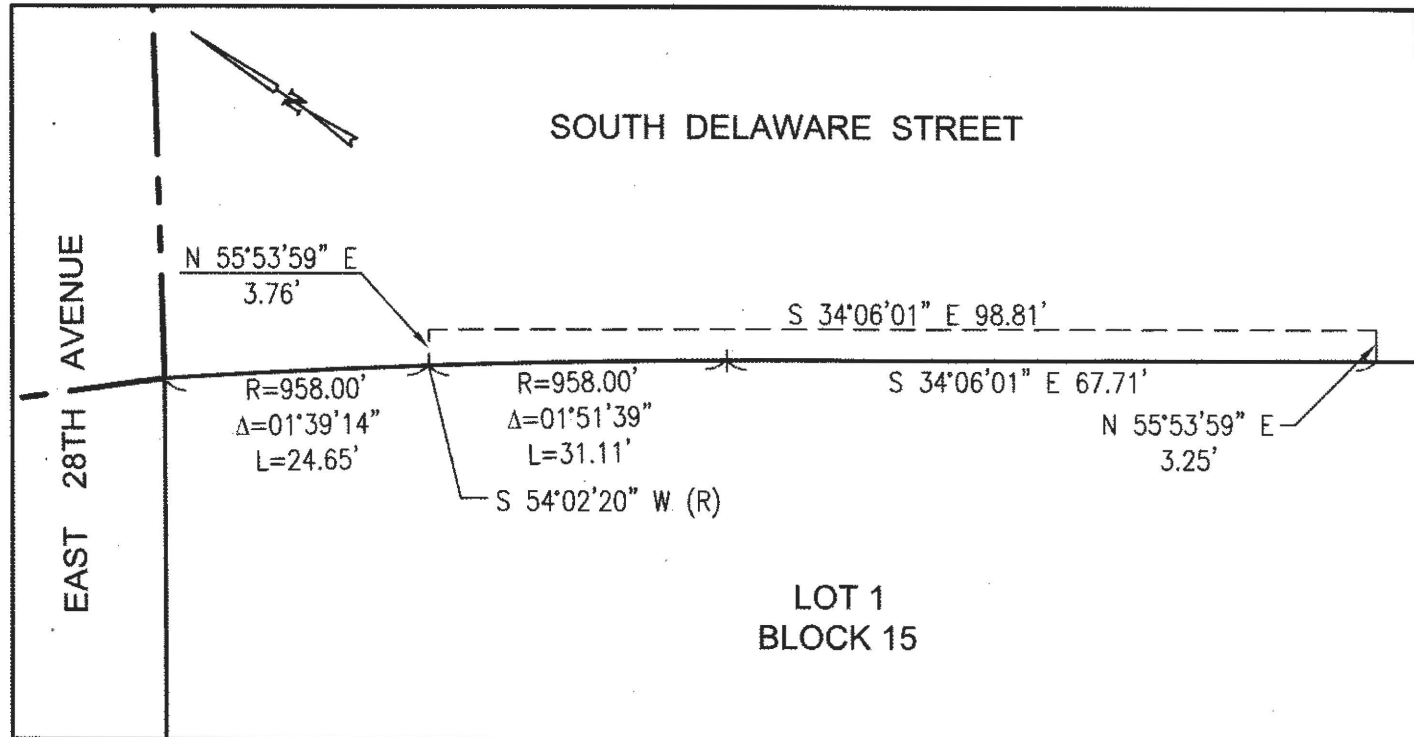 N
SOUTH DELAWARE STREET
EAST 28TH AVENUE
N 55°53'59" E
3.76'
S 34°06'01" E 98.81'
R=958.00'
Δ=01°39'14"
L=24.65'
R=958.00'
Δ=01°51'39"
L=31.11'
S 34°06'01" E 67.71'
N 55°53'59" E
3.25'
S 54°02'20" W (R)
LOT 1
BLOCK 15